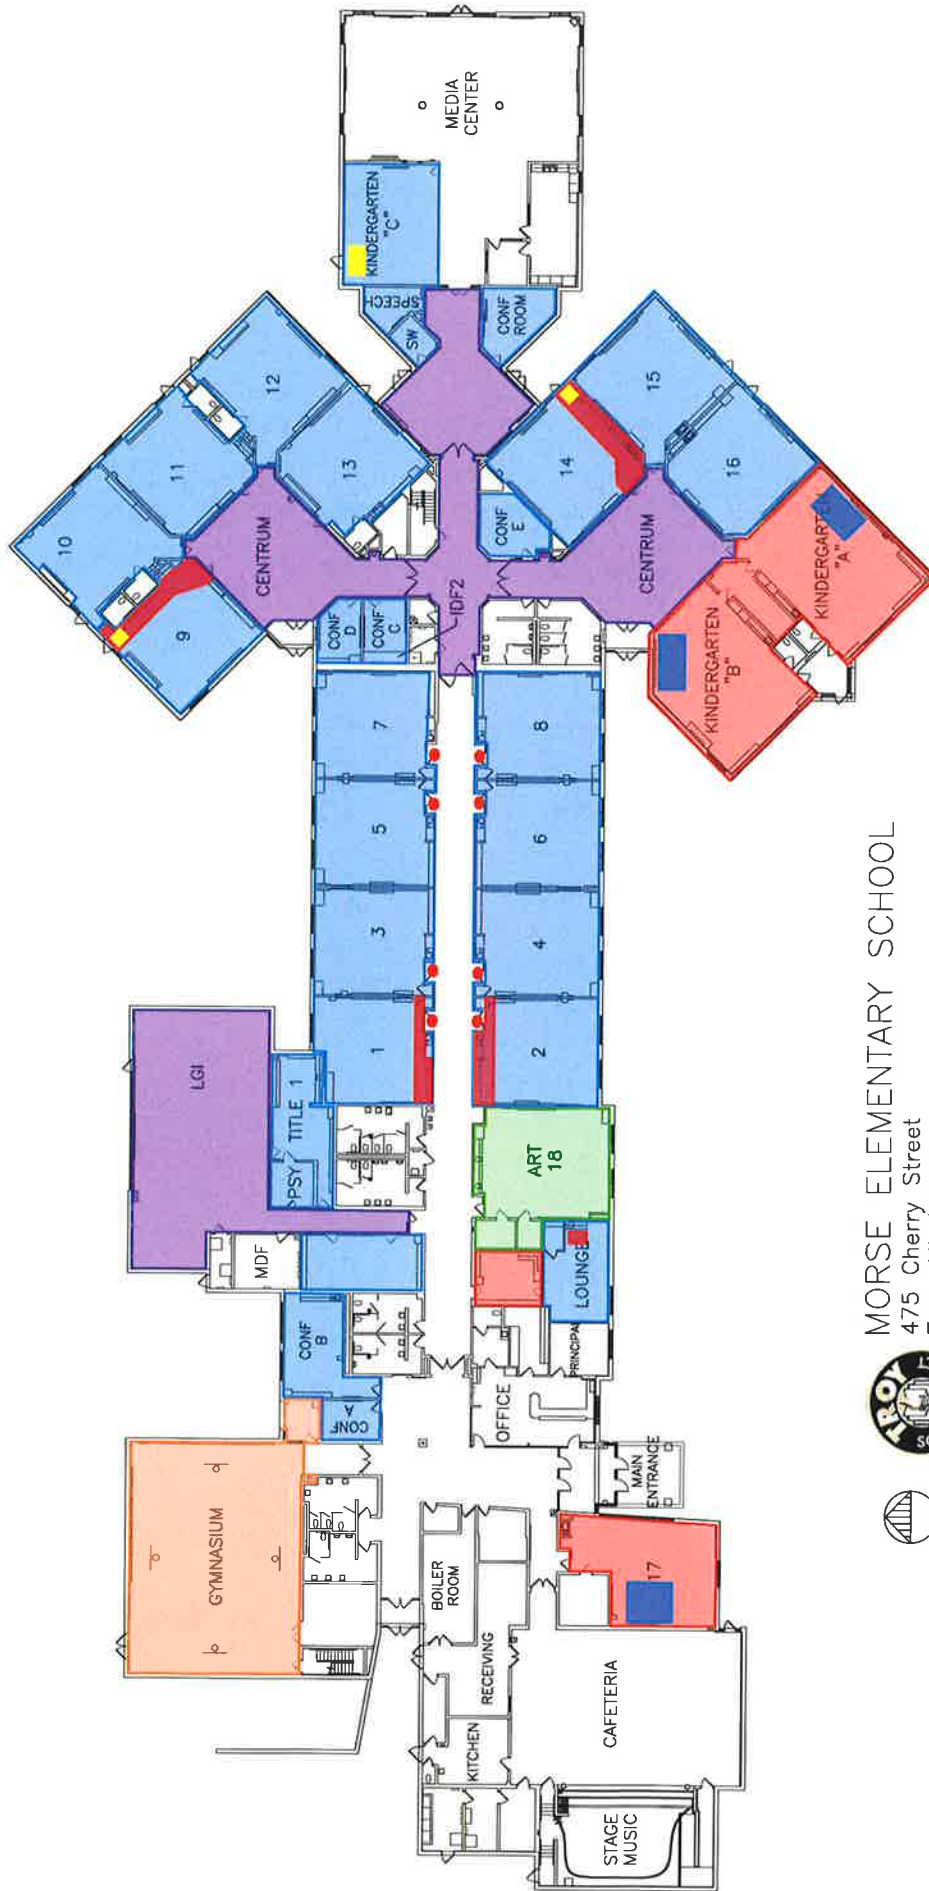 MEDIA
CENTER
KINDERGARTEN
"C"
SPEECH
SW
CONF
ROOM
12
11
10
9
13
CENTRUM
15
14
16
CONF
E
CENTRUM
KINDERGARTEN
"A"
KINDERGARTEN
"B"
IDF2
CONF
D
CONF
C
7
5
3
1
8
6
4
2
LGI
TITLE 1
PSY
MDF
ART
18
LOUNGE
PRINCIPAL
OFFICE
CONF
B
CONF
A
GYMNASIUM
MAIN
ENTRANCE
BOILER
ROOM
RECEIVING
KITCHEN
17
CAFETERIA
STAGE
MUSIC
MORSE ELEMENTARY SCHOOL
475 Cherry Street
TROY